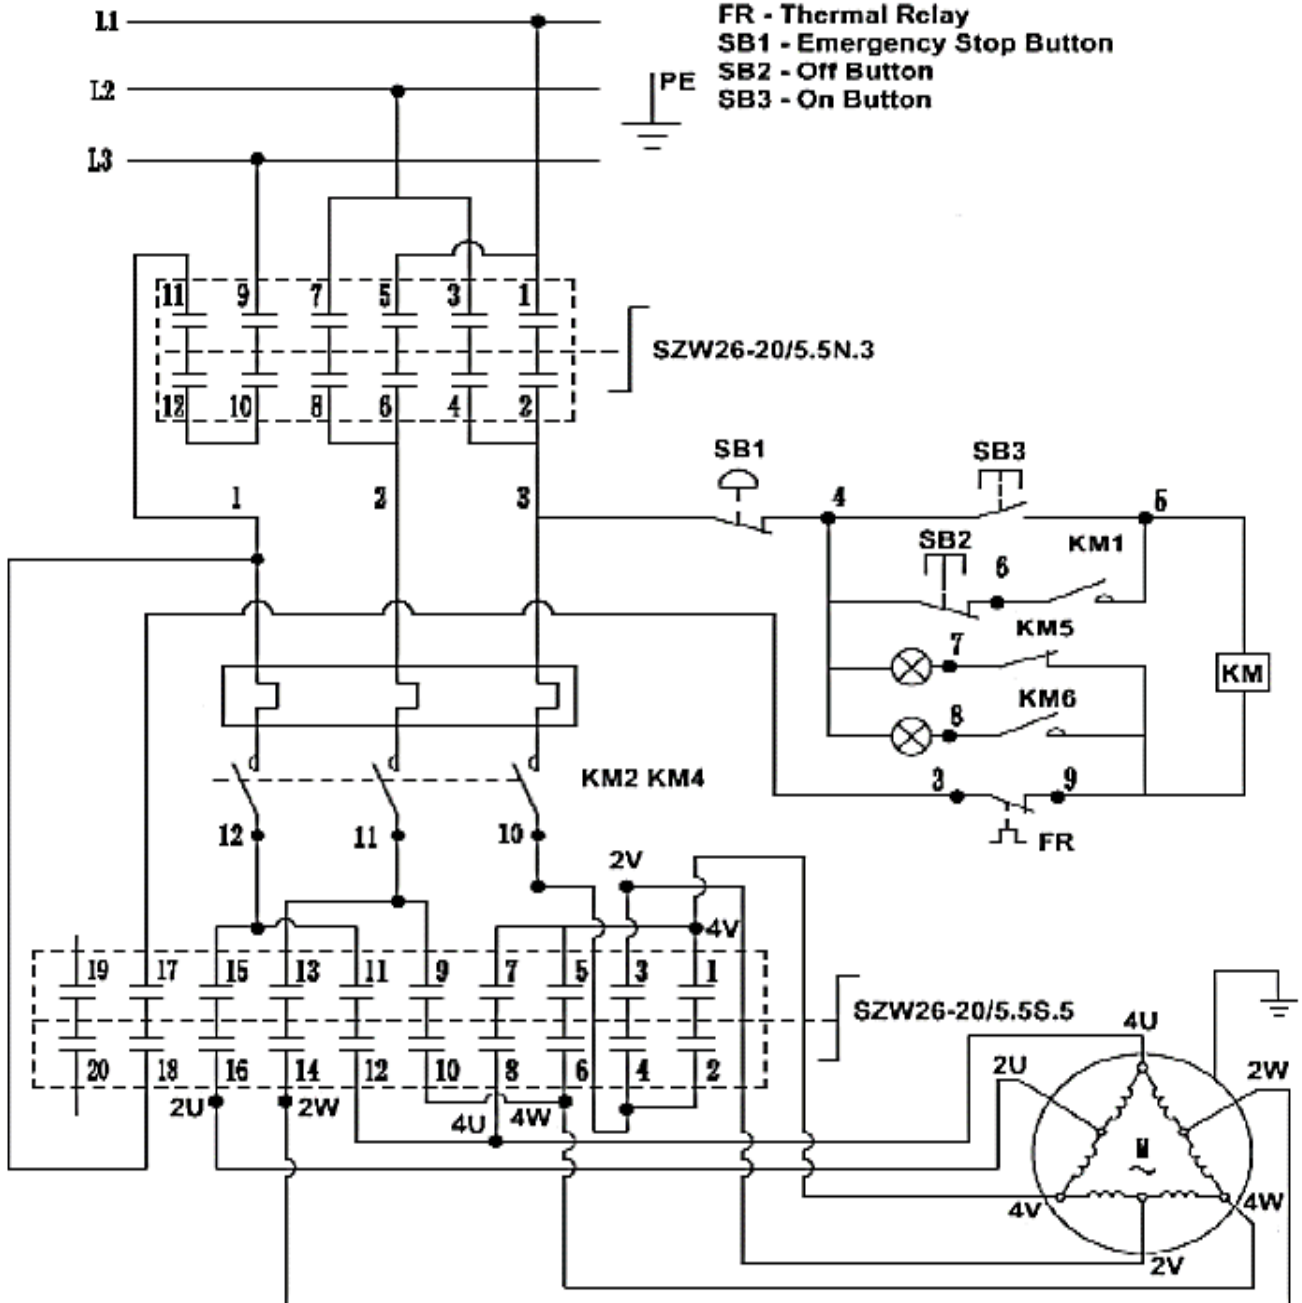 L1
FR - Thermal Relay
SB1 - Emergency Stop Button
L2
PE
SB2 - Off Button
SB3 - On Button
L3
11 9 7 5 3 1
SZW26-20/5.5N.3
12 10 8 6 4 2
SB1
SB3
1 2 3
4
5
SB2
KM1
6
KM5
7
KM
KM6
8
KM2 KM4
3
9
12 11 10
FR
2V
4V
19 17 15 13 11 9 7 5 3 1
SZW26-20/5.5S.5
4U
20 18 16 14 12 10 8 6 4 2
2U
2W
2U
2W
4U
4W
M
~
4V
4W
2V